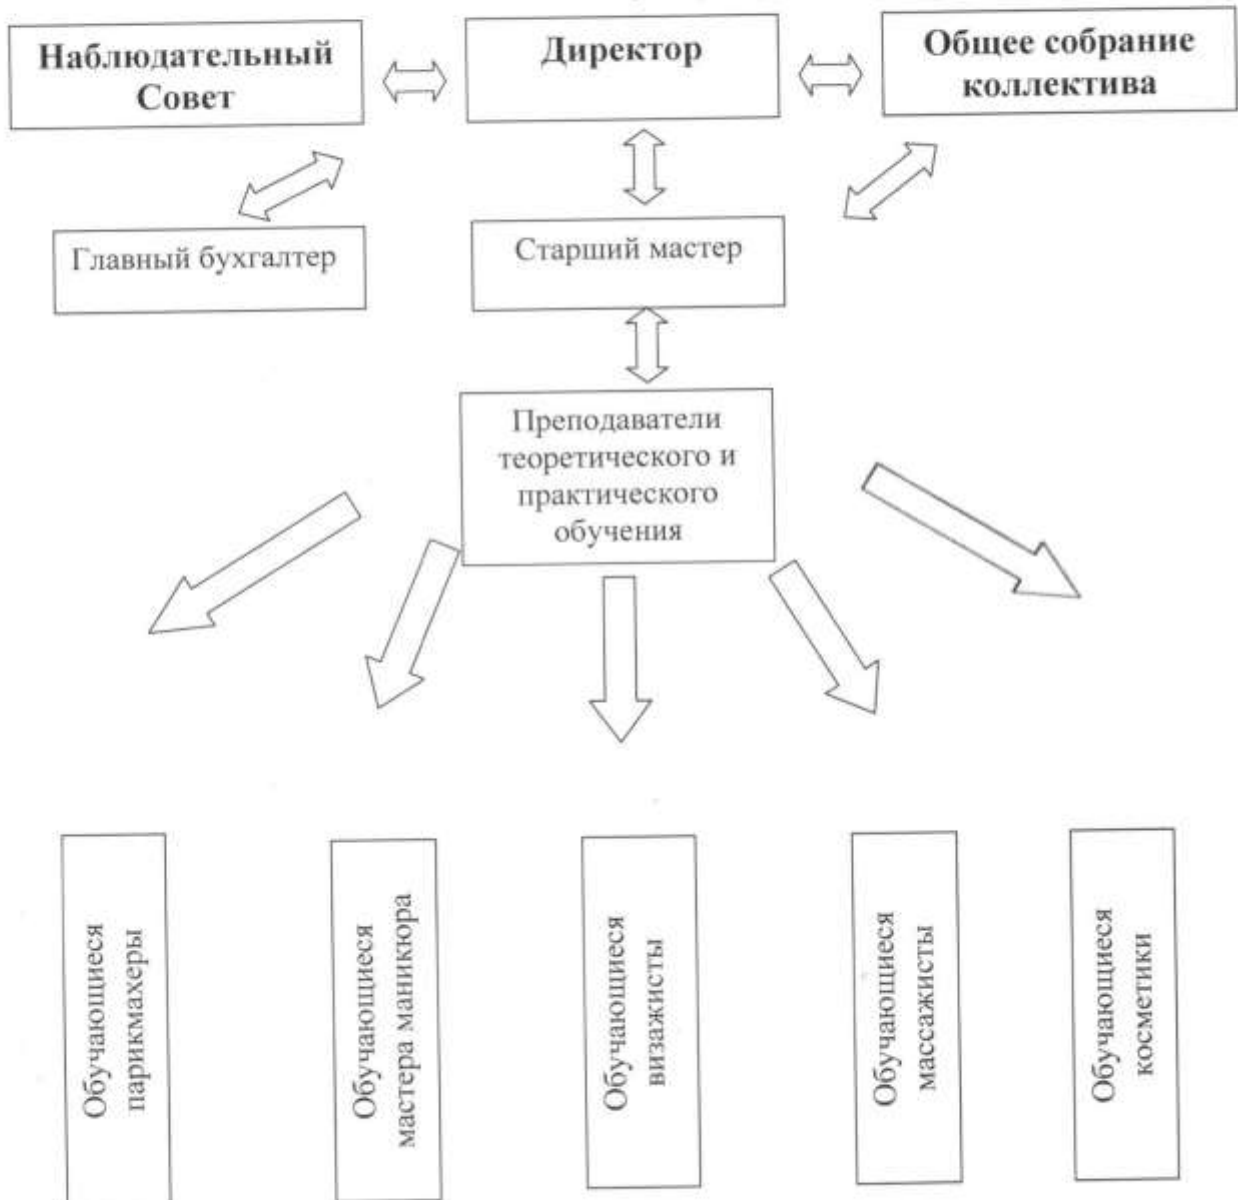 Наблюдательный
Совет
Директор
Общее собрание
коллектива
Главный бухгалтер
Старший мастер
Преподаватели
теоретического и
практического
обучения
Обучающиеся
парикмахеры
Обучающиеся
мастера маникюра
Обучающиеся
визажисты
Обучающиеся
массажисты
Обучающиеся
косметики